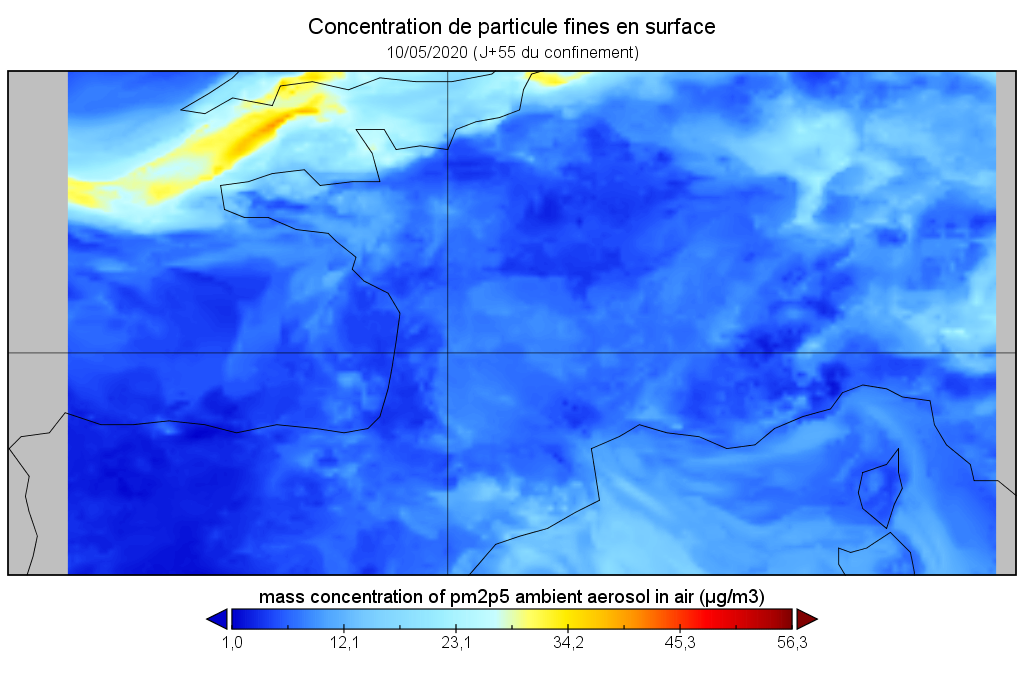 Concentration de particule fines en surface
10/05/2020 (J+55 du confinement)
mass concentration of pm2p5 ambient aerosol in air (µg/m3)
1,0 12,1 23,1 34,2 45,3 56,3